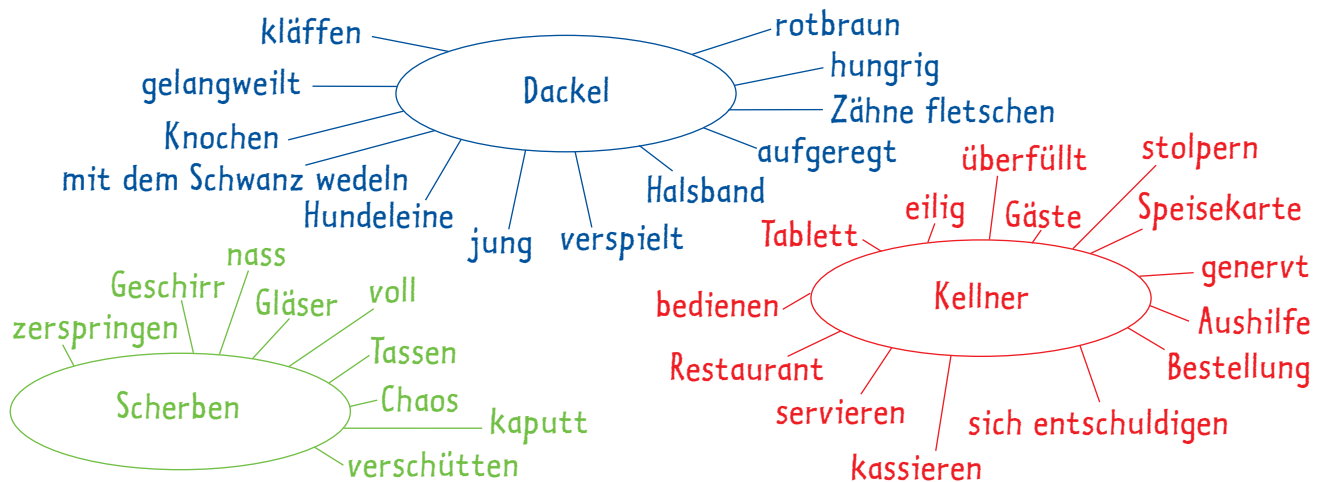 kläffen
gelangweilt
Knochen
mit dem Schwanz wedeln
Hundeleine
jung
verspielt
Halsband
aufgeregt
Zähne fletschen
hungrig
rotbraun
Dackel
zerspringen
Geschirr
nass
Gläser
voll
Tassen
Chaos
kaputt
verschütten
Scherben
Tablett
eilig
überfüllt
Gäste
stolpern
Speisekarte
genervt
Aushilfe
Bestellung
sich entschuldigen
kassieren
servieren
Restaurant
bedienen
Kellner